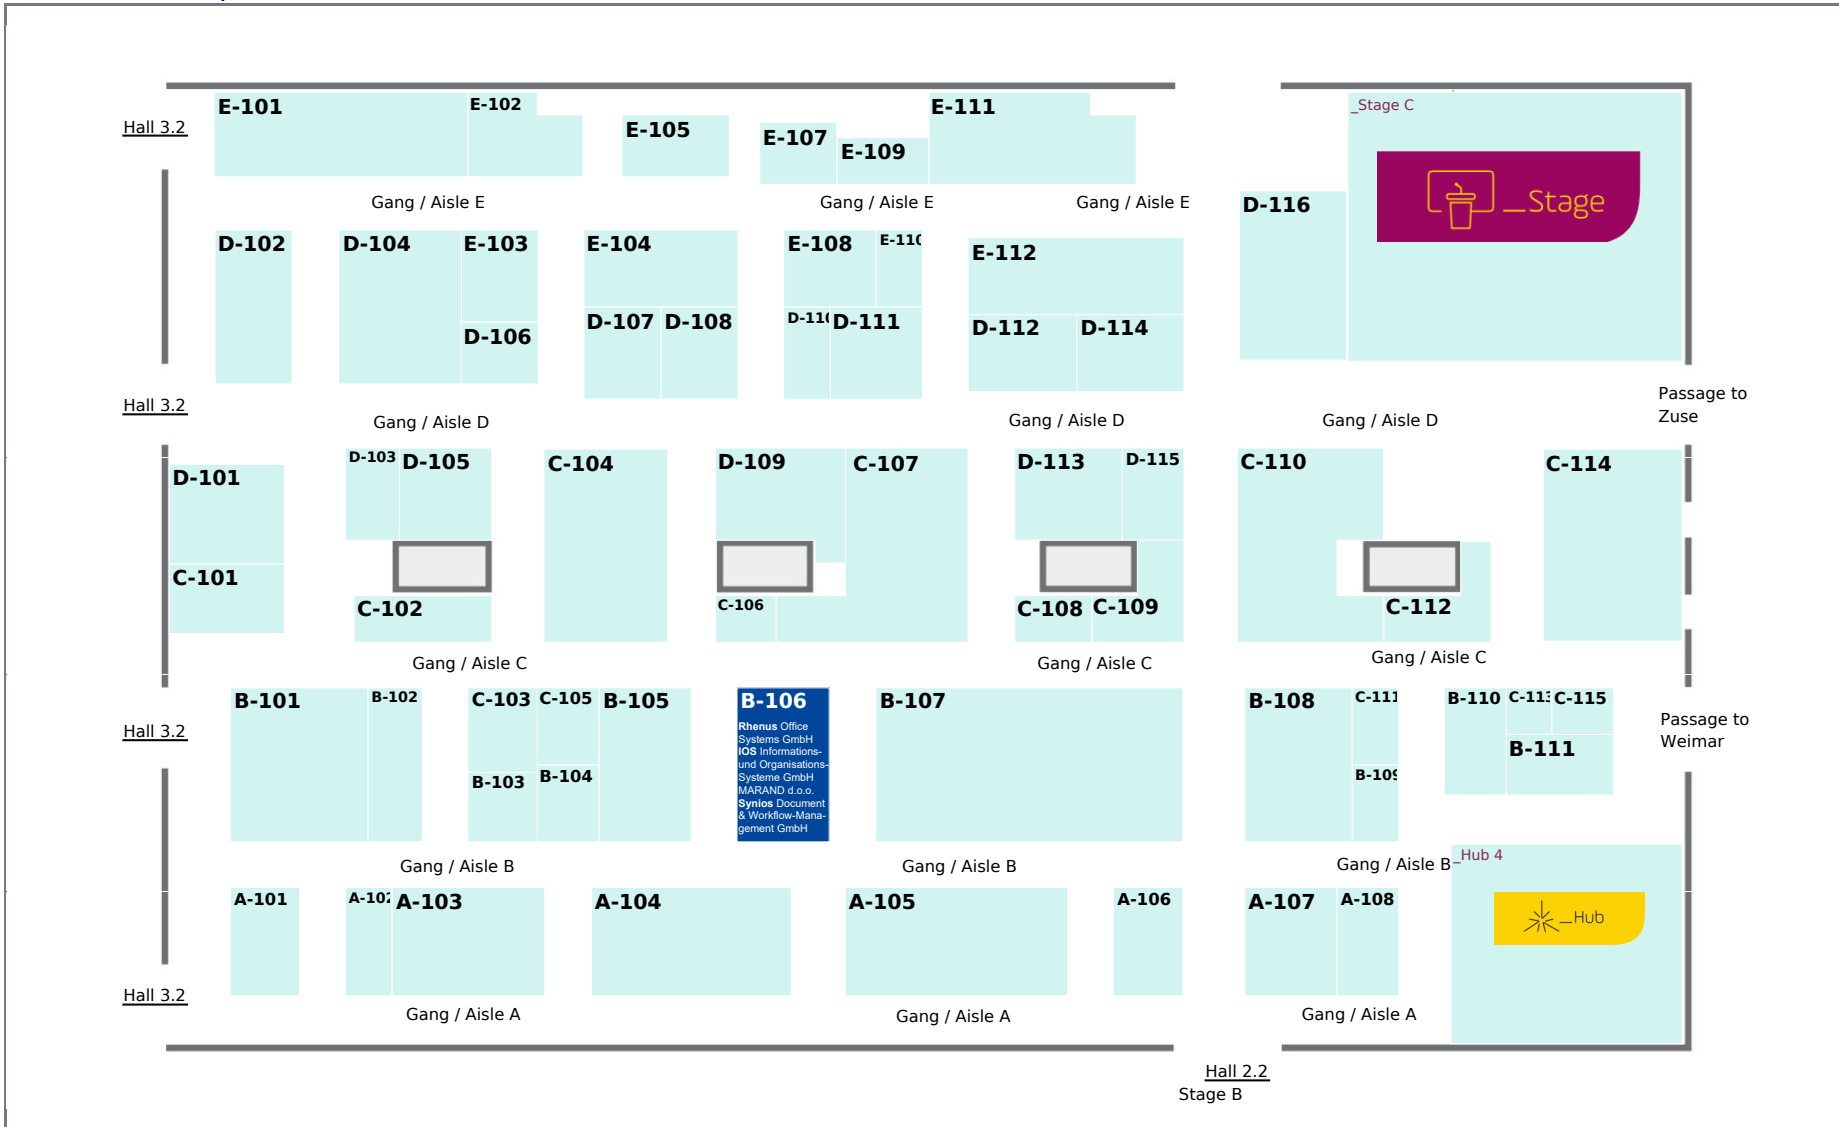 E-101
E-102
E-105
E-107
E-109
E-111
_Stage C
Hall 3.2
_Stage
Gang / Aisle E
Gang / Aisle E
Gang / Aisle E
D-116
D-102
D-104
E-103
E-104
E-108
E-110
E-112
D-106
D-107
D-108
D-110
D-111
D-112
D-114
Hall 3.2
Passage to
Zuse
Gang / Aisle D
Gang / Aisle D
Gang / Aisle D
D-101
D-103
D-105
C-104
D-109
C-107
D-113
D-115
C-110
C-114
C-101
C-102
C-106
C-108
C-109
C-112
Gang / Aisle C
Gang / Aisle C
Gang / Aisle C
B-101
B-102
C-103
C-105
B-105
B-106
Rhenus Office
Systems GmbH
IOS Informations-
und Organisations-
Systeme GmbH
MARAND d.o.o.
Synios Document
& Workflow-Mana-
gement GmbH
B-107
B-108
C-111
B-110
C-113
C-115
Hall 3.2
Passage to
Weimar
B-103
B-104
B-109
B-111
Gang / Aisle B
Gang / Aisle B
Gang / Aisle B
_Hub 4
A-101
A-102
A-103
A-104
A-105
A-106
A-107
A-108
_Hub
Hall 3.2
Gang / Aisle A
Gang / Aisle A
Gang / Aisle A
Hall 2.2
Stage B